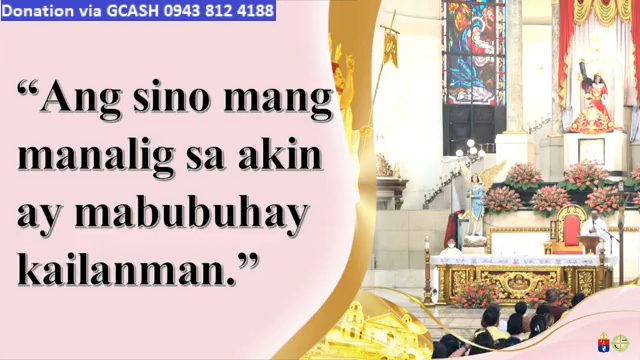 Donation via GCASH 0943 812 4188
“Ang sino mang
manalig sa akin
ay mabubuhay
kailanman.”